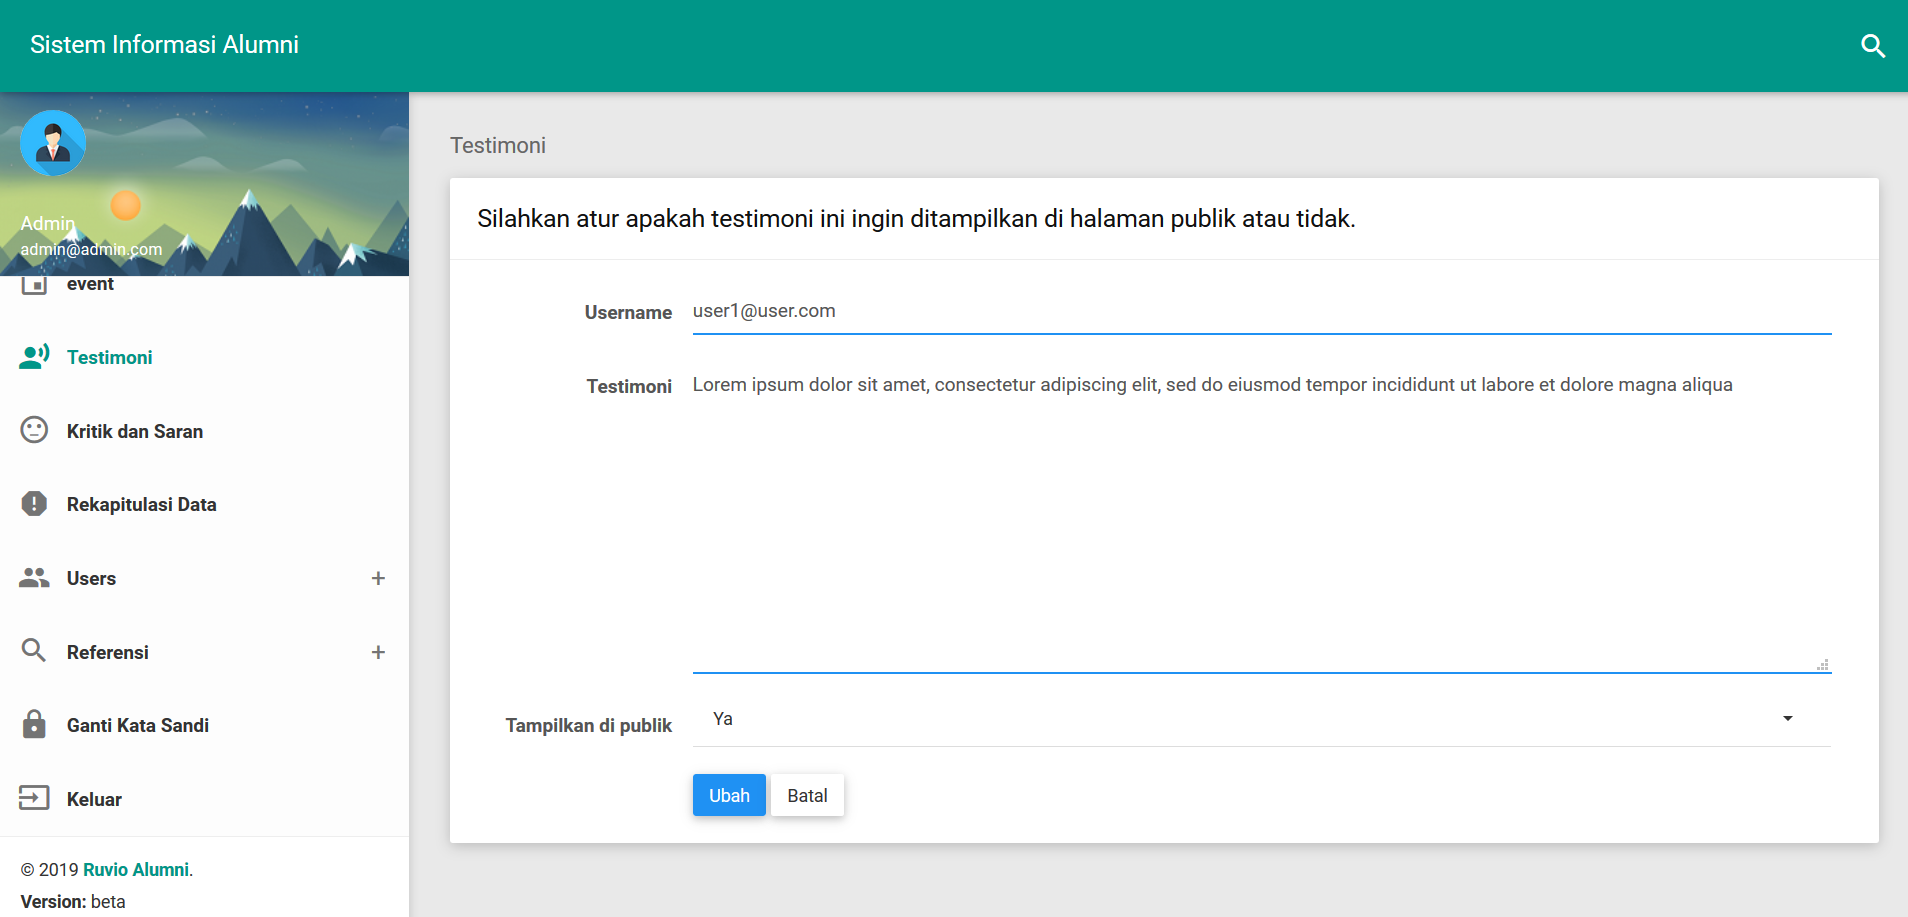 Sistem Informasi Alumni
Admin
admin@admin.com
event
Testimoni
Kritik dan Saran
Rekapitulasi Data
Users +
Referensi +
Ganti Kata Sandi
Keluar
© 2019 Ruvio Alumni.
Version: beta
Testimoni
Silahkan atur apakah testimoni ini ingin ditampilkan di halaman publik atau tidak.
Username user1@user.com
Testimoni Lorem ipsum dolor sit amet, consectetur adipiscing elit, sed do eiusmod tempor incididunt ut labore et dolore magna aliqua
Tampilkan di publik Ya
Ubah Batal